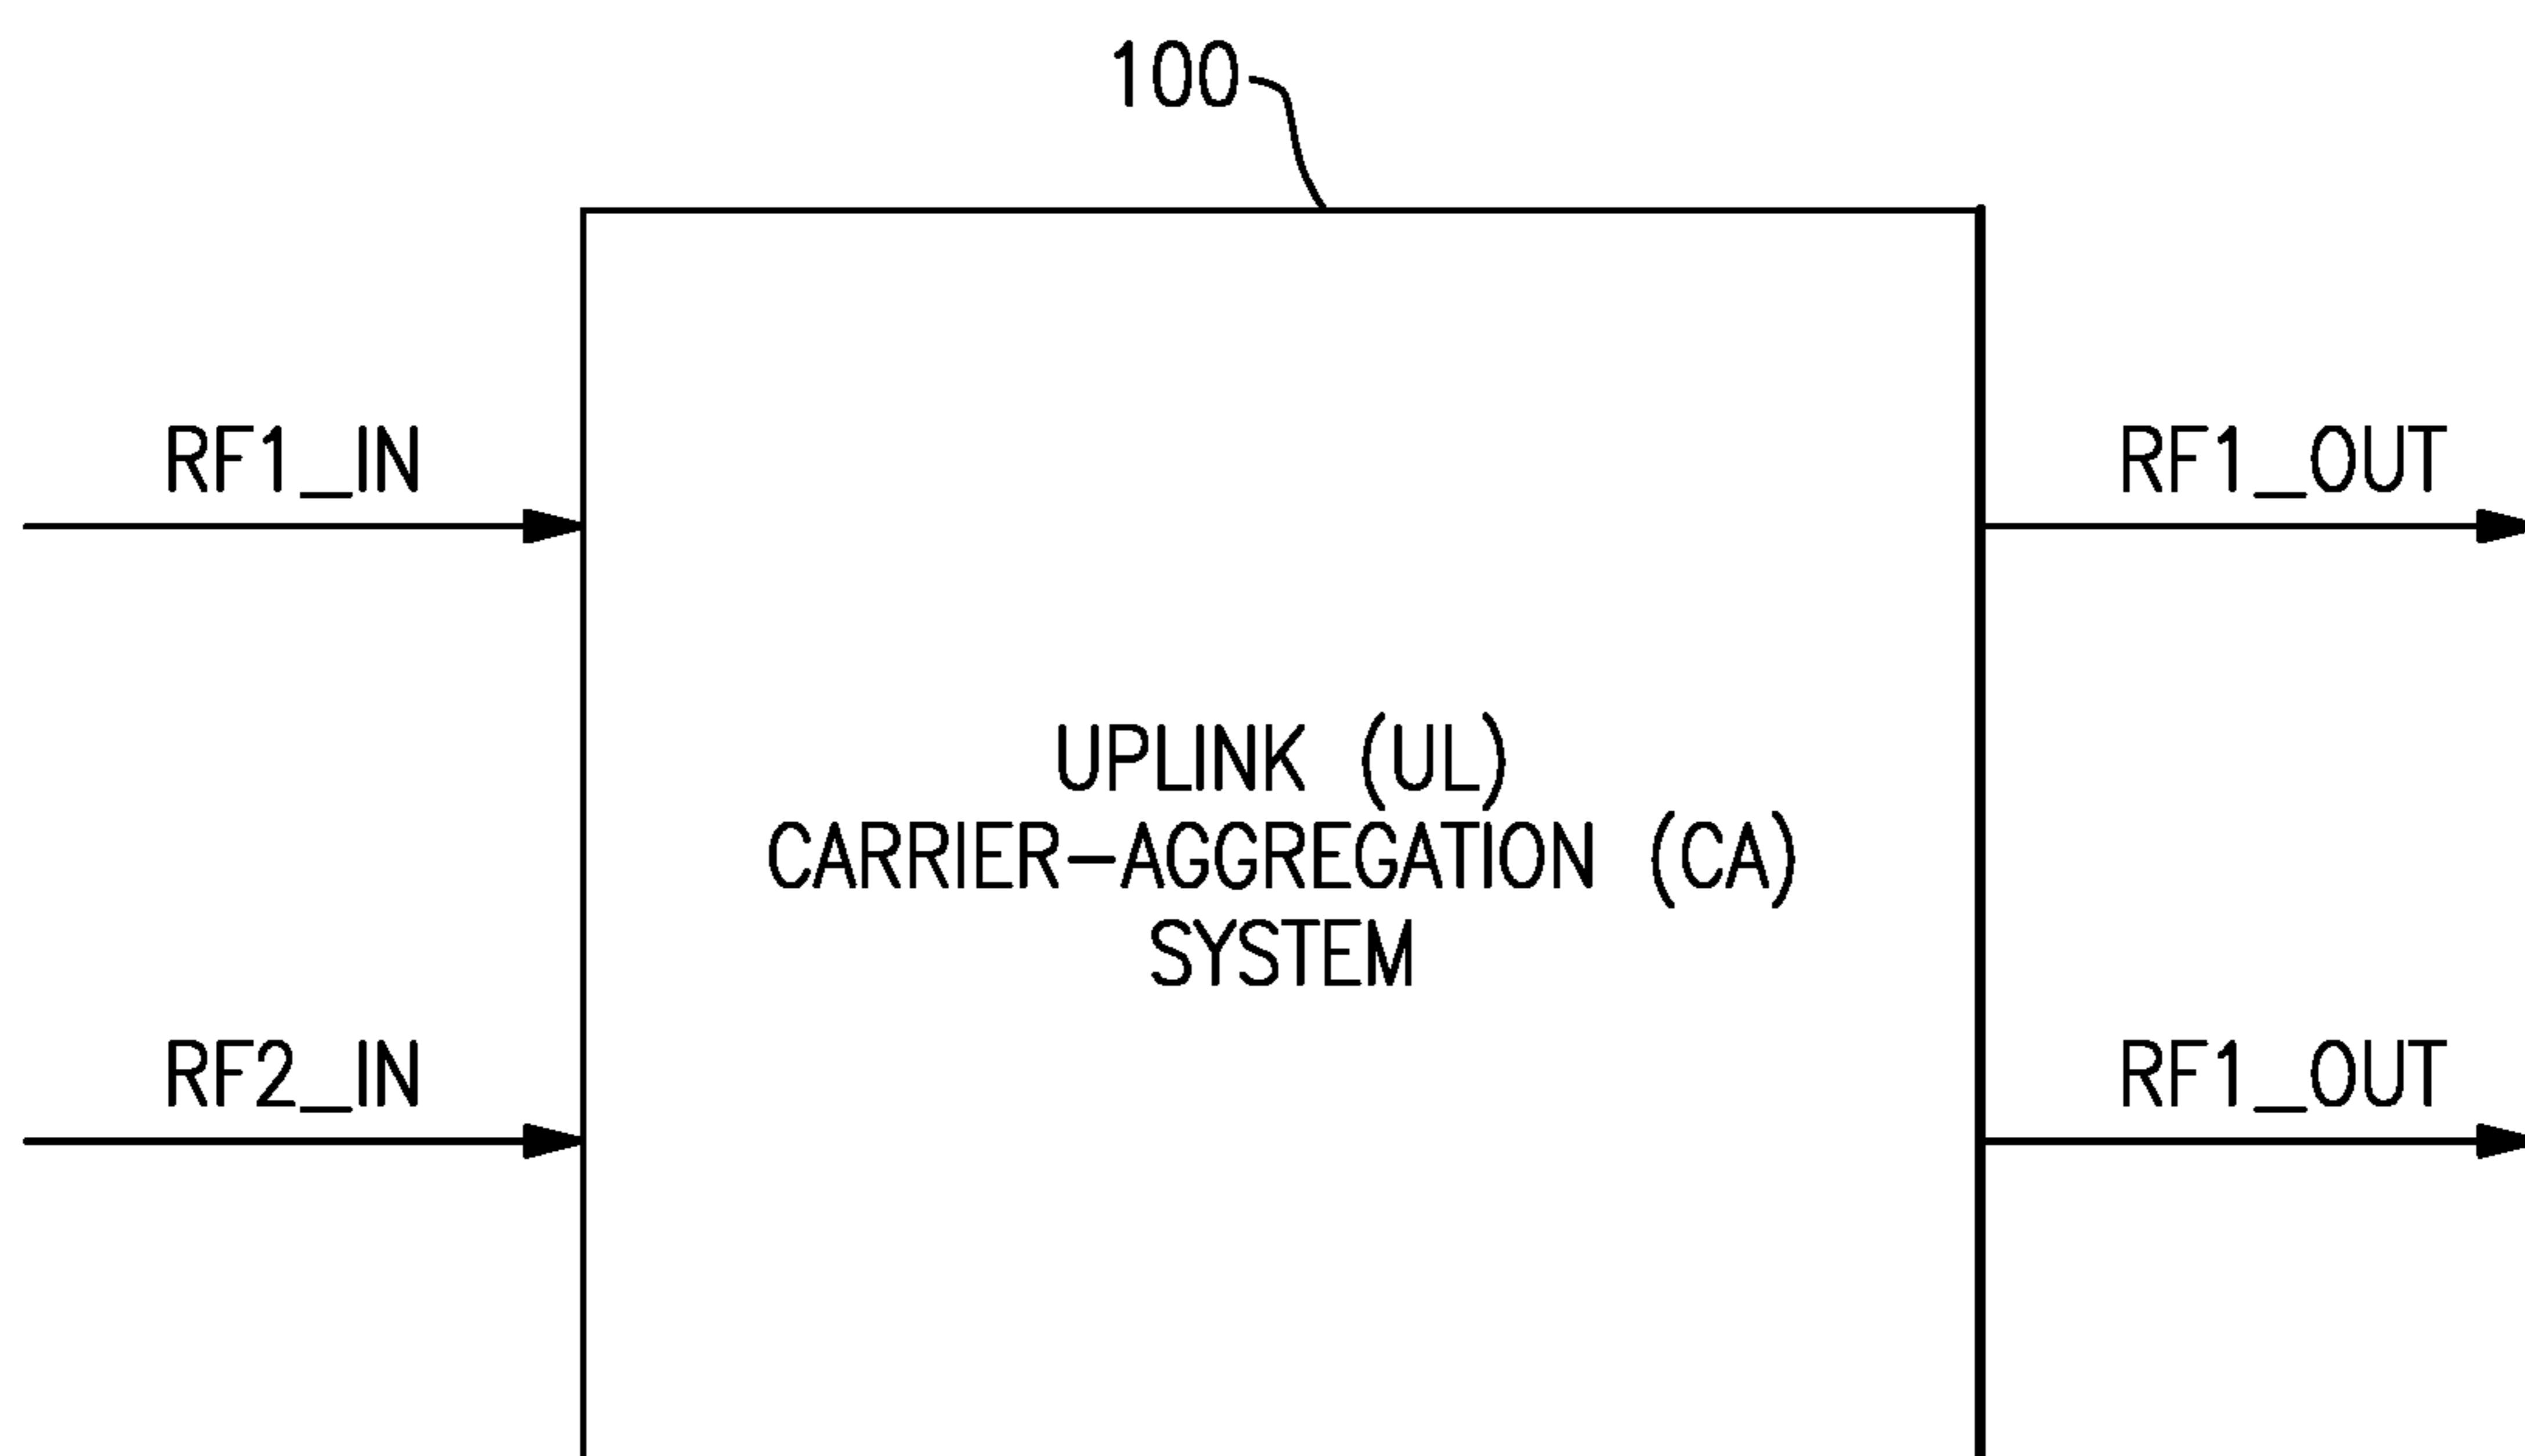 100
RF1_IN
RF1_OUT
UPLINK (UL)
CARRIER-AGGREGATION (CA)
SYSTEM
RF2_IN
RF1_OUT